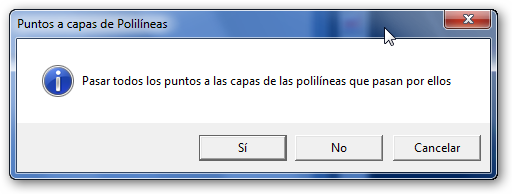 Puntos a capas de Polilíneas
Pasar todos los puntos a las capas de las polilíneas que pasan por ellos
Sí
No
Cancelar